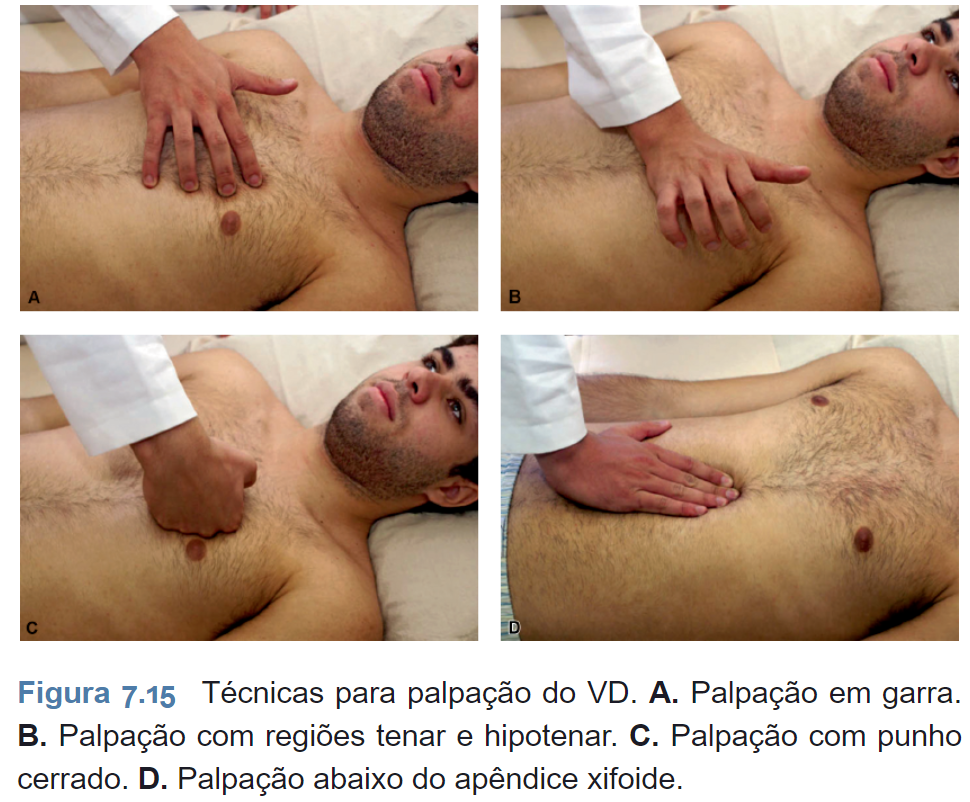 A
B
C
D
Figura 7.15 Técnicas para palpação do VD. A. Palpação em garra.
B. Palpação com regiões tenar e hipotenar. C. Palpação com punho
cerrado. D. Palpação abaixo do apêndice xifoide.